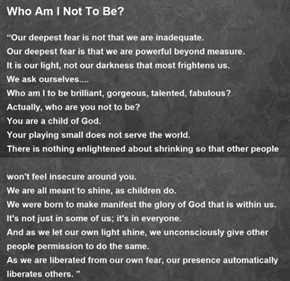 Who Am I Not To Be?
“Our deepest fear is not that we are inadequate.
Our deepest fear is that we are powerful beyond measure.
It is our light, not our darkness that most frightens us.
We ask ourselves....
Who am I to be brilliant, gorgeous, talented, fabulous?
Actually, who are you not to be?
You are a child of God.
Your playing small does not serve the world.
There is nothing enlightened about shrinking so that other people
won't feel insecure around you.
We are all meant to shine, as children do.
We were born to make manifest the glory of God that is within us.
It's not just in some of us; it's in everyone.
And as we let our own light shine, we unconsciously give other
people permission to do the same.
As we are liberated from our own fear, our presence automatically
liberates others. ”